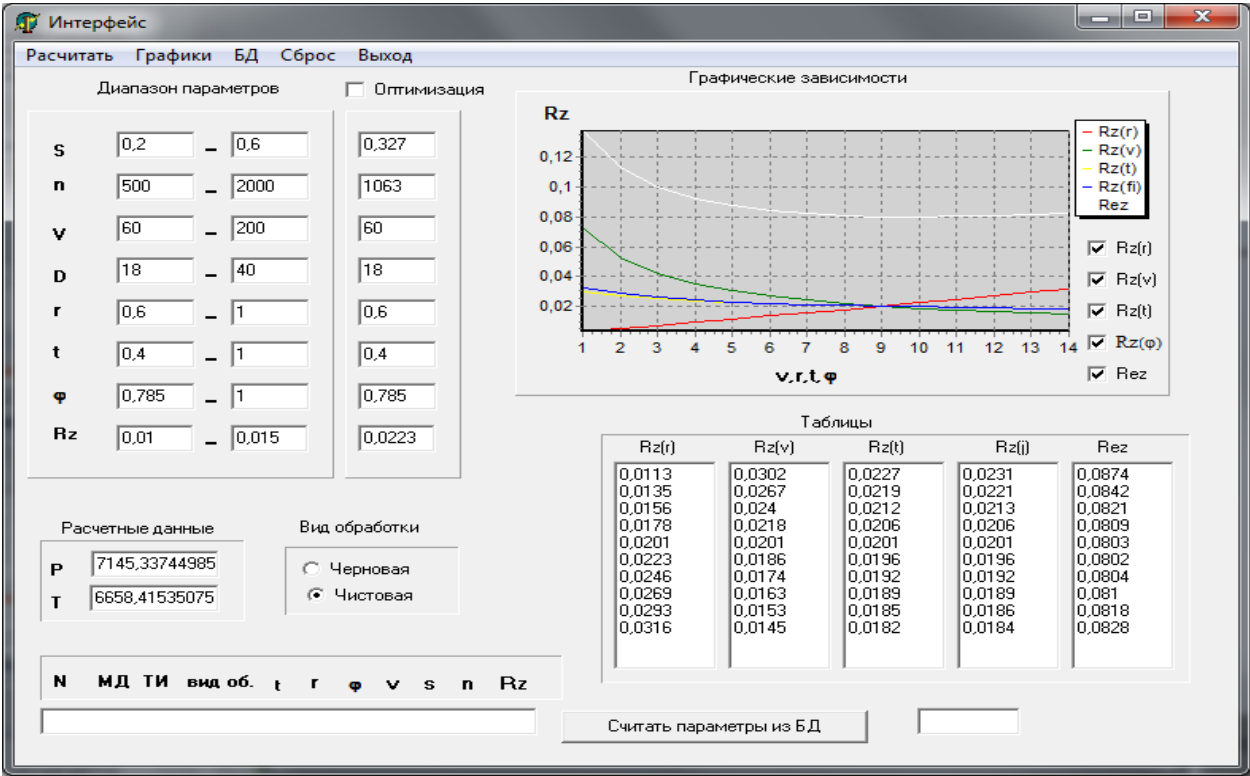 Интерфейс
Расчитать Графики БД Сброс Выход
Диапазон параметров
Оптимизация
S 0,2 – 0,6 0,327
n 500 – 2000 1063
v 60 – 200 60
D 18 – 40 18
r 0,6 – 1 0,6
t 0,4 – 1 0,4
φ 0,785 – 1 0,785
Rz 0,01 – 0,015 0,0223
Графические зависимости
Rz
0,12
0,1
0,08
0,06
0,04
0,02
1 2 3 4 5 6 7 8 9 10 11 12 13 14
v,r,t,φ
Rz(r)
Rz(v)
Rz(t)
Rz(fi)
Rez
Rz(r)
Rz(v)
Rz(t)
Rz(φ)
Rez
Расчетные данные
P 7145,33744985
T 6658,41535075
Вид обработки
Черновая
Чистовая
Таблицы
Rz(r) Rz(v) Rz(t) Rz(j) Rez
0,0113 0,0302 0,0227 0,0231 0,0874
0,0135 0,0267 0,0219 0,0221 0,0842
0,0156 0,024 0,0212 0,0213 0,0821
0,0178 0,0218 0,0206 0,0206 0,0809
0,0201 0,0201 0,0201 0,0201 0,0803
0,0223 0,0186 0,0196 0,0196 0,0802
0,0246 0,0174 0,0192 0,0192 0,0804
0,0269 0,0163 0,0189 0,0189 0,081
0,0293 0,0153 0,0185 0,0186 0,0818
0,0316 0,0145 0,0182 0,0184 0,0828
N МД ТИ вид об. t r φ v s n Rz
Считать параметры из БД